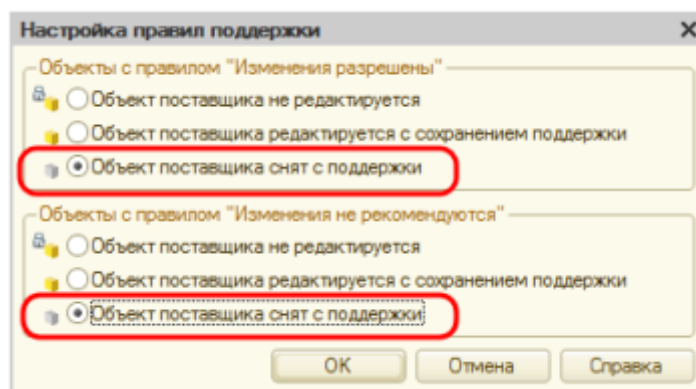 Настройка правил поддержки
Объекты с правилом "Изменения разрешены"
Объект поставщика не редактируется
Объект поставщика редактируется с сохранением поддержки
Объект поставщика снят с поддержки
Объекты с правилом "Изменения не рекомендуются"
Объект поставщика не редактируется
Объект поставщика редактируется с сохранением поддержки
Объект поставщика снят с поддержки
ОК Отмена Справка